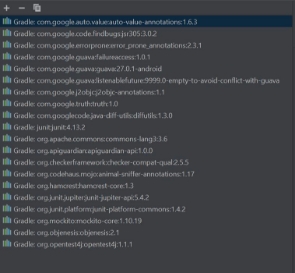 Gradle: com.google.auto.value:auto-value-annotations:1.6.3
Gradle: com.google.code.findbugs:jsr305:3.0.2
Gradle: com.google.errorprone:error_prone_annotations:2.3.1
Gradle: com.google.guava:failureaccess:1.0.1
Gradle: com.google.guava:guava:27.0.1-android
Gradle: com.google.guava:listenablefuture:9999.0-empty-to-avoid-conflict-with-guava
Gradle: com.google.j2objc:j2objc-annotations:1.1
Gradle: com.google.truth:truth:1.0
Gradle: com.googlecode.java-diff-utils:diffutils:1.3.0
Gradle: junit:junit:4.13.2
Gradle: org.apache.commons:commons-lang3:3.6
Gradle: org.apiguardian:apiguardian-api:1.0.0
Gradle: org.checkerframework:checker-compat-qual:2.5.5
Gradle: org.codehaus.mojo:animal-sniffer-annotations:1.17
Gradle: org.hamcrest:hamcrest-core:1.3
Gradle: org.junit.jupiter:junit-jupiter-api:5.4.2
Gradle: org.junit.platform:junit-platform-commons:1.4.2
Gradle: org.mockito:mockito-core:1.10.19
Gradle: org.objenesis:objenesis:2.1
Gradle: org.opentest4j:opentest4j:1.1.1